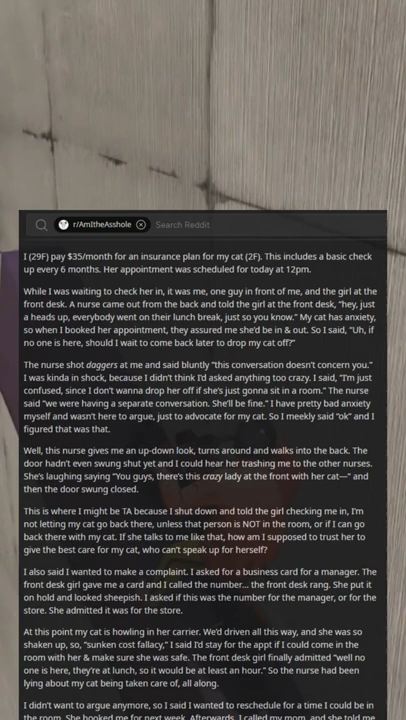 r/AmItheAsshole Search Reddit
I (29F) pay $35/month for an insurance plan for my cat (2F). This includes a basic check
up every 6 months. Her appointment was scheduled for today at 12pm.
While I was waiting to check her in, it was me, one guy in front of me, and the girl at the
front desk. A nurse came out from the back and told the girl at the front desk, “hey, just
a heads up, everybody went on their lunch break, just so you know.” My cat has anxiety,
so when I booked her appointment, they assured me she’d be in & out. So I said, “Uh, if
no one is here, should I wait to come back later to drop my cat off?”
The nurse shot daggers at me and said bluntly “this conversation doesn’t concern you.”
I was kinda in shock, because I didn’t think I’d asked anything too crazy. I said, “I’m just
confused, since I don’t wanna drop her off if she’s just gonna sit in a room.” The nurse
said “we were having a separate conversation. She’ll be fine.” I have pretty bad anxiety
myself and wasn’t here to argue, just to advocate for my cat. So I meekly said “ok” and I
figured that was that.
Well, this nurse gives me an up-down look, turns around and walks into the back. The
door hadn’t even swung shut yet and I could hear her trashing me to the other nurses.
She’s laughing saying “You guys, there’s this crazy lady at the front with her cat—” and
then the door swung closed.
This is where I might be TA because I shut down and told the girl checking me in, I’m
not letting my cat go back there, unless that person is NOT in the room, or if I can go
back there with my cat. If she talks to me like that, how am I supposed to trust her to
give the best care for my cat, who can’t speak up for herself?
I also said I wanted to make a complaint. I asked for a business card for a manager. The
front desk girl gave me a card and I called the number... the front desk rang. She put it
on hold and looked sheepish. I asked if this was the number for the manager, or for the
store. She admitted it was for the store.
At this point my cat is howling in her carrier. We’d driven all this way, and she was so
shaken up, so, “sunken cost fallacy,” I said I’d stay for the appt if I could come in the
room with her & make sure she was safe. The front desk girl finally admitted “well no
one is here, they’re at lunch, so it would be at least an hour.” So the nurse had been
lying about my cat being taken care of, all along.
I didn’t want to argue anymore, so I said I wanted to reschedule for a time I could be in
the room. She booked me for next week. Afterwards, I called my mom, and she told me